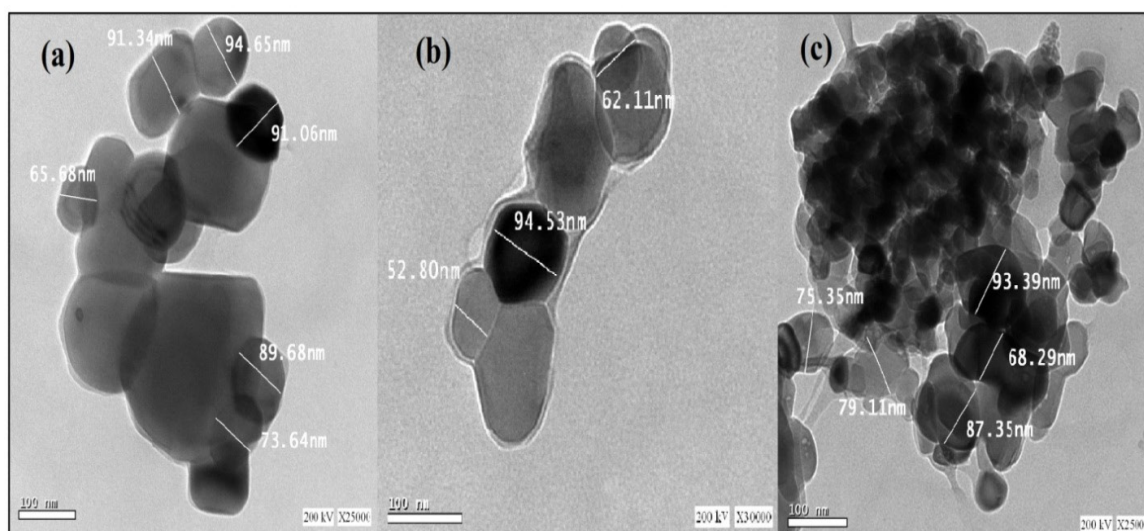 (a)
91.34nm
94.65nm
91.06nm
65.68nm
89.68nm
73.64nm
100 nm
200 kV X25000
(b)
62.11nm
94.53nm
52.80nm
100 nm
200 kV X30000
(c)
93.39nm
75.35nm
68.29nm
79.11nm
87.35nm
100 nm
200 kV